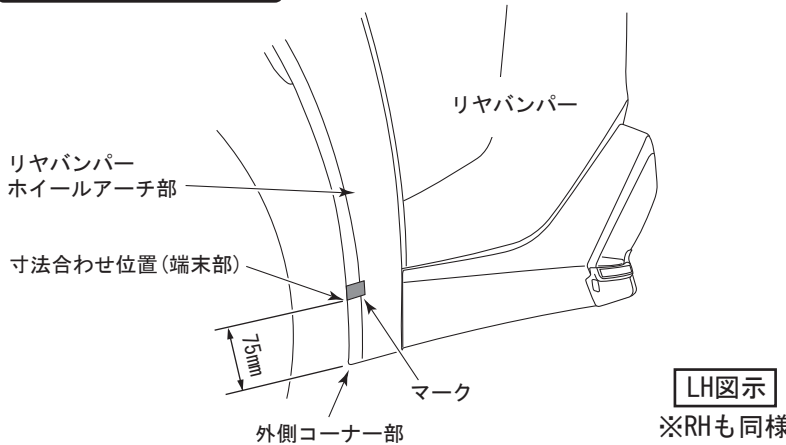 リヤバンパー
リヤバンパー
ホイールアーチ部
寸法合わせ位置(端末部)
75mm
マーク
外側コーナー部
LH図示
※RHも同様